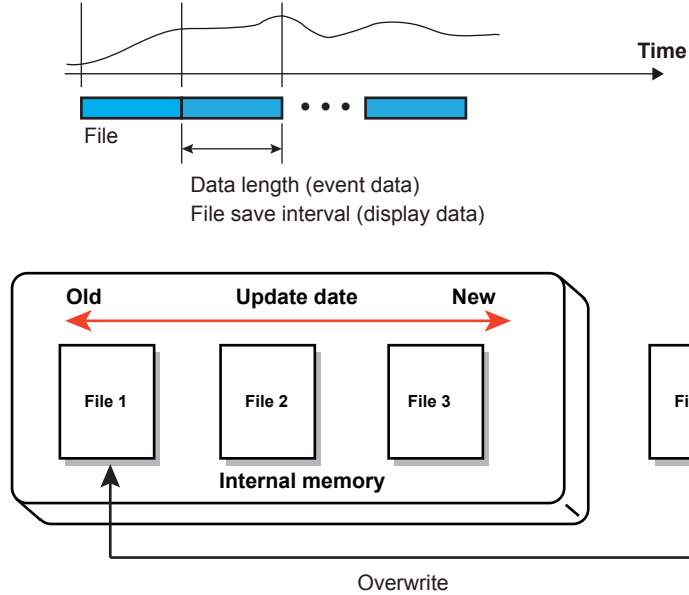 Time
File
Data length (event data)
File save interval (display data)
Old Update date New
File 1 File 2 File 3
Internal memory
Overwrite